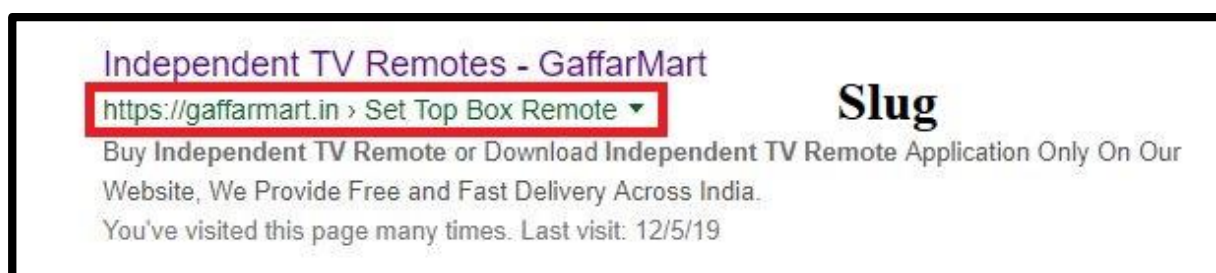 Independent TV Remotes - GaffarMart
https://gaffarmart.in › Set Top Box Remote
Slug
Buy Independent TV Remote or Download Independent TV Remote Application Only On Our
Website, We Provide Free and Fast Delivery Across India.
You've visited this page many times. Last visit: 12/5/19